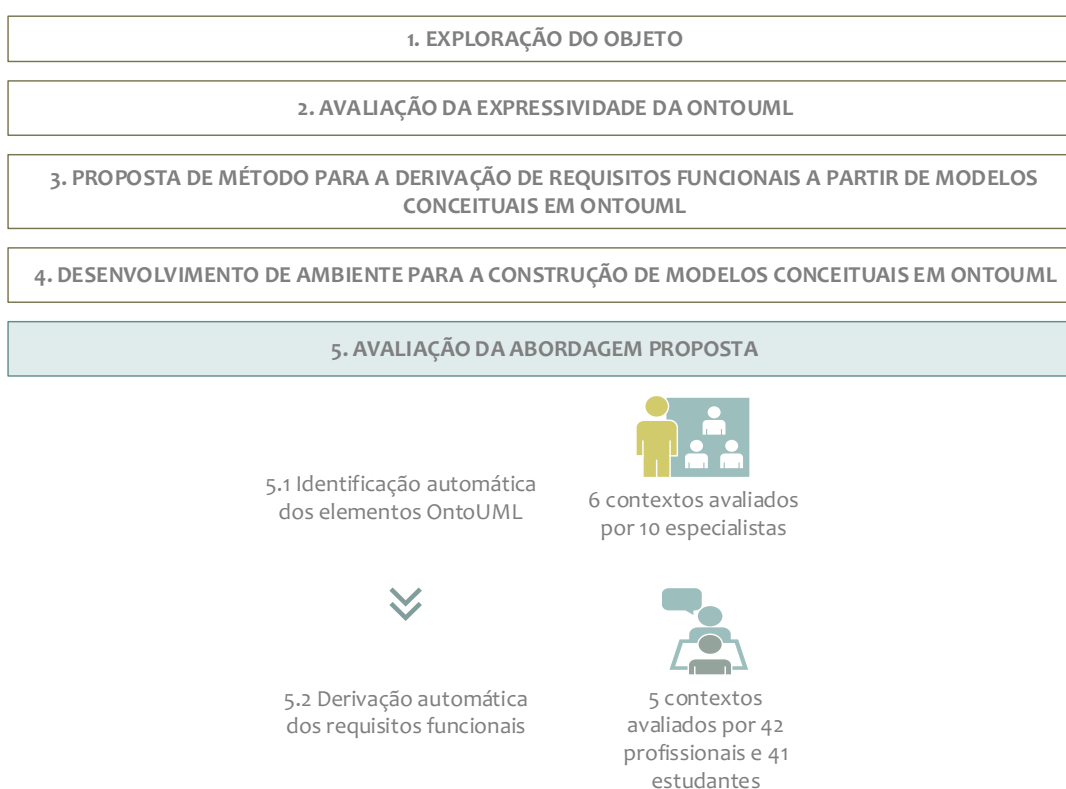 1. EXPLORAÇÃO DO OBJETO
2. AVALIAÇÃO DA EXPRESSIVIDADE DA ONTOUML
3. PROPOSTA DE MÉTODO PARA A DERIVAÇÃO DE REQUISITOS FUNCIONAIS A PARTIR DE MODELOS
CONCEITUAIS EM ONTOUML
4. DESENVOLVIMENTO DE AMBIENTE PARA A CONSTRUÇÃO DE MODELOS CONCEITUAIS EM ONTOUML
5. AVALIAÇÃO DA ABORDAGEM PROPOSTA
5.1 Identificação automática
dos elementos OntoUML
6 contextos avaliados
por 10 especialistas
5.2 Derivação automática
dos requisitos funcionais
5 contextos
avaliados por 42
profissionais e 41
estudantes